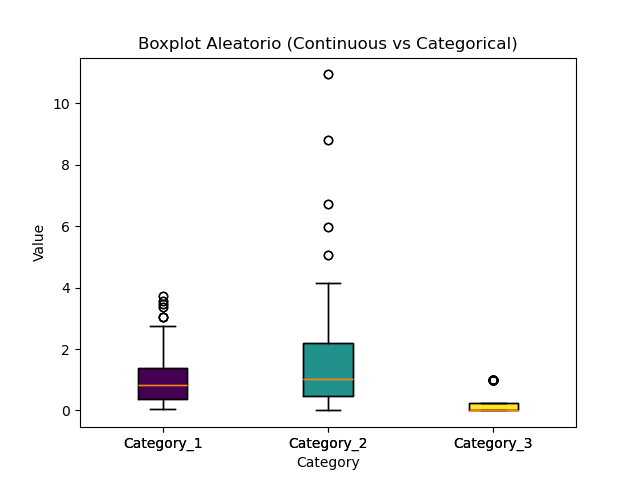 Boxplot Aleatorio (Continuous vs Categorical)
10
8
6
4
2
0
Value
Category_1
Category_2
Category_3
Category